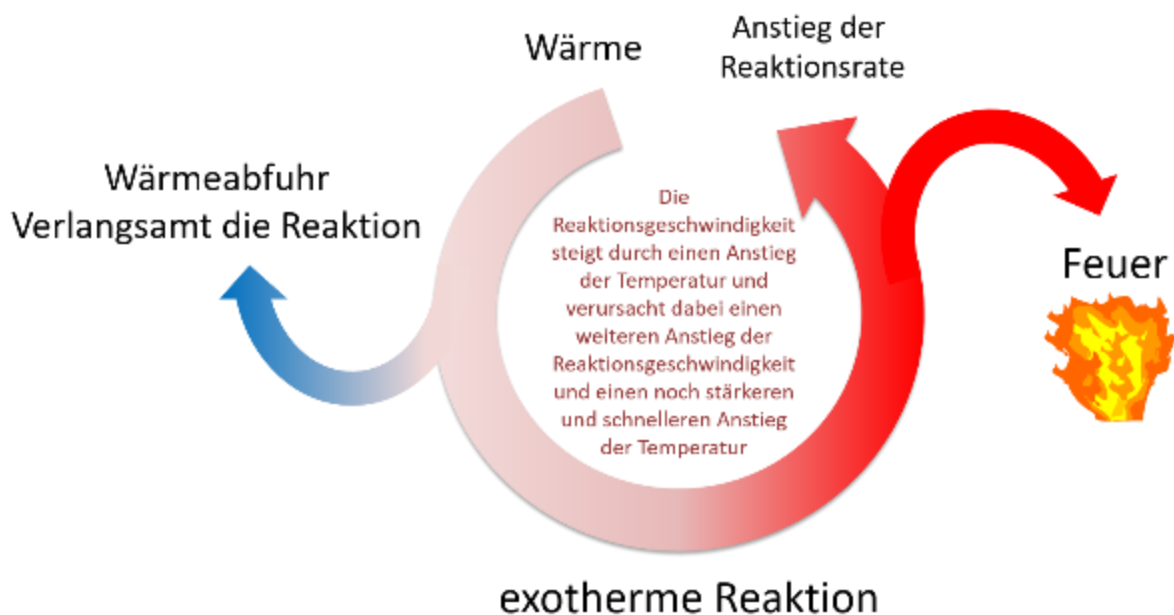 Wärme
Anstieg der
Reaktionsrate
Wärmeabfuhr
Verlangsamt die Reaktion
Die
Reaktionsgeschwindigkeit
steigt durch einen Anstieg
der Temperatur und
verursacht dabei einen
weiteren Anstieg der
Reaktionsgeschwindigkeit
und einen noch stärkeren
und schnelleren Anstieg
der Temperatur
Feuer
exotherme Reaktion